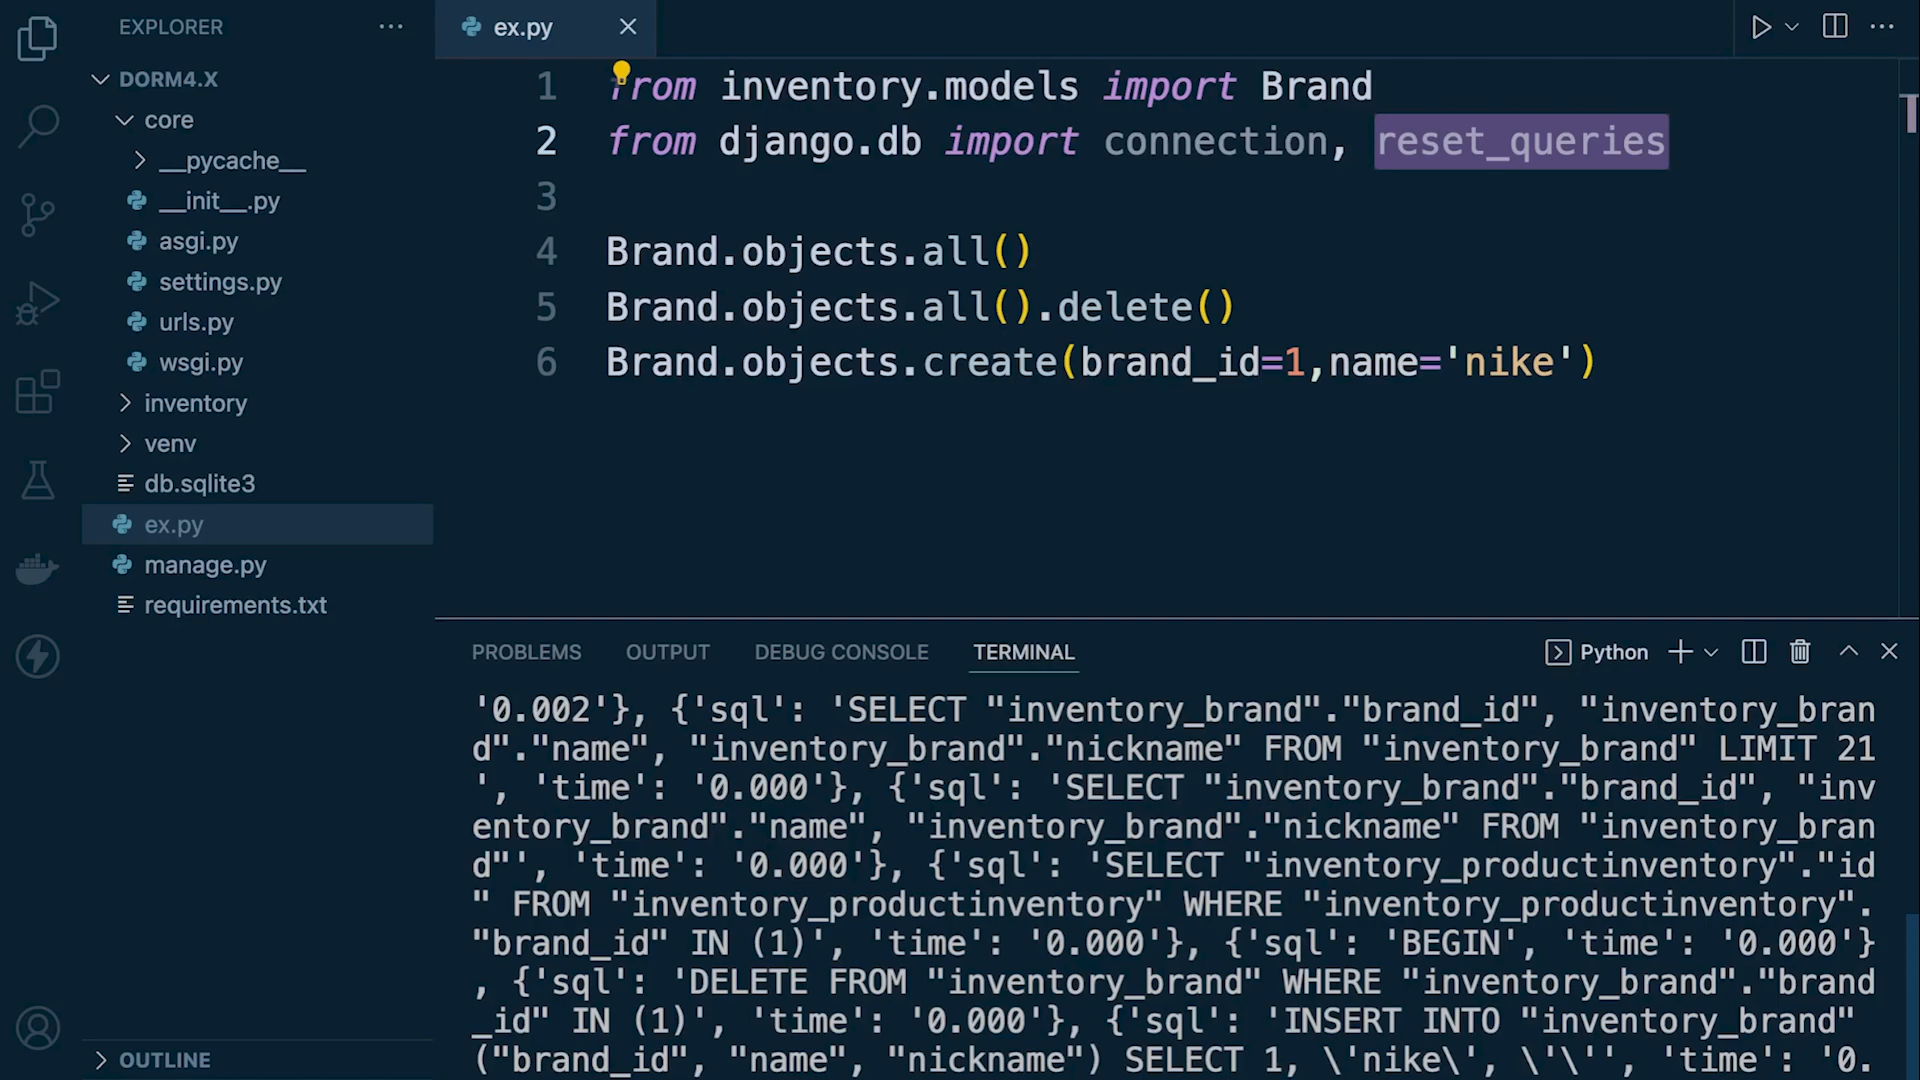 EXPLORER
ex.py
DORM4.X
core
__pycache__
__init__.py
asgi.py
settings.py
urls.py
wsgi.py
inventory
venv
db.sqlite3
ex.py
manage.py
requirements.txt
OUTLINE
1 from inventory.models import Brand
2 from django.db import connection, reset_queries
3
4 Brand.objects.all()
5 Brand.objects.all().delete()
6 Brand.objects.create(brand_id=1,name='nike')
PROBLEMS OUTPUT DEBUG CONSOLE TERMINAL Python
'0.002'}, {'sql': 'SELECT "inventory_brand"."brand_id", "inventory_bran
d"."name", "inventory_brand"."nickname" FROM "inventory_brand" LIMIT 21
', 'time': '0.000'}, {'sql': 'SELECT "inventory_brand"."brand_id", "inv
entory_brand"."name", "inventory_brand"."nickname" FROM "inventory_bran
d"', 'time': '0.000'}, {'sql': 'SELECT "inventory_productinventory"."id
" FROM "inventory_productinventory" WHERE "inventory_productinventory".
"brand_id" IN (1)', 'time': '0.000'}, {'sql': 'BEGIN', 'time': '0.000'}
, {'sql': 'DELETE FROM "inventory_brand" WHERE "inventory_brand"."brand
_id" IN (1)', 'time': '0.000'}, {'sql': 'INSERT INTO "inventory_brand"
("brand_id", "name", "nickname") SELECT 1, \'nike\', \'\'', 'time': '0.